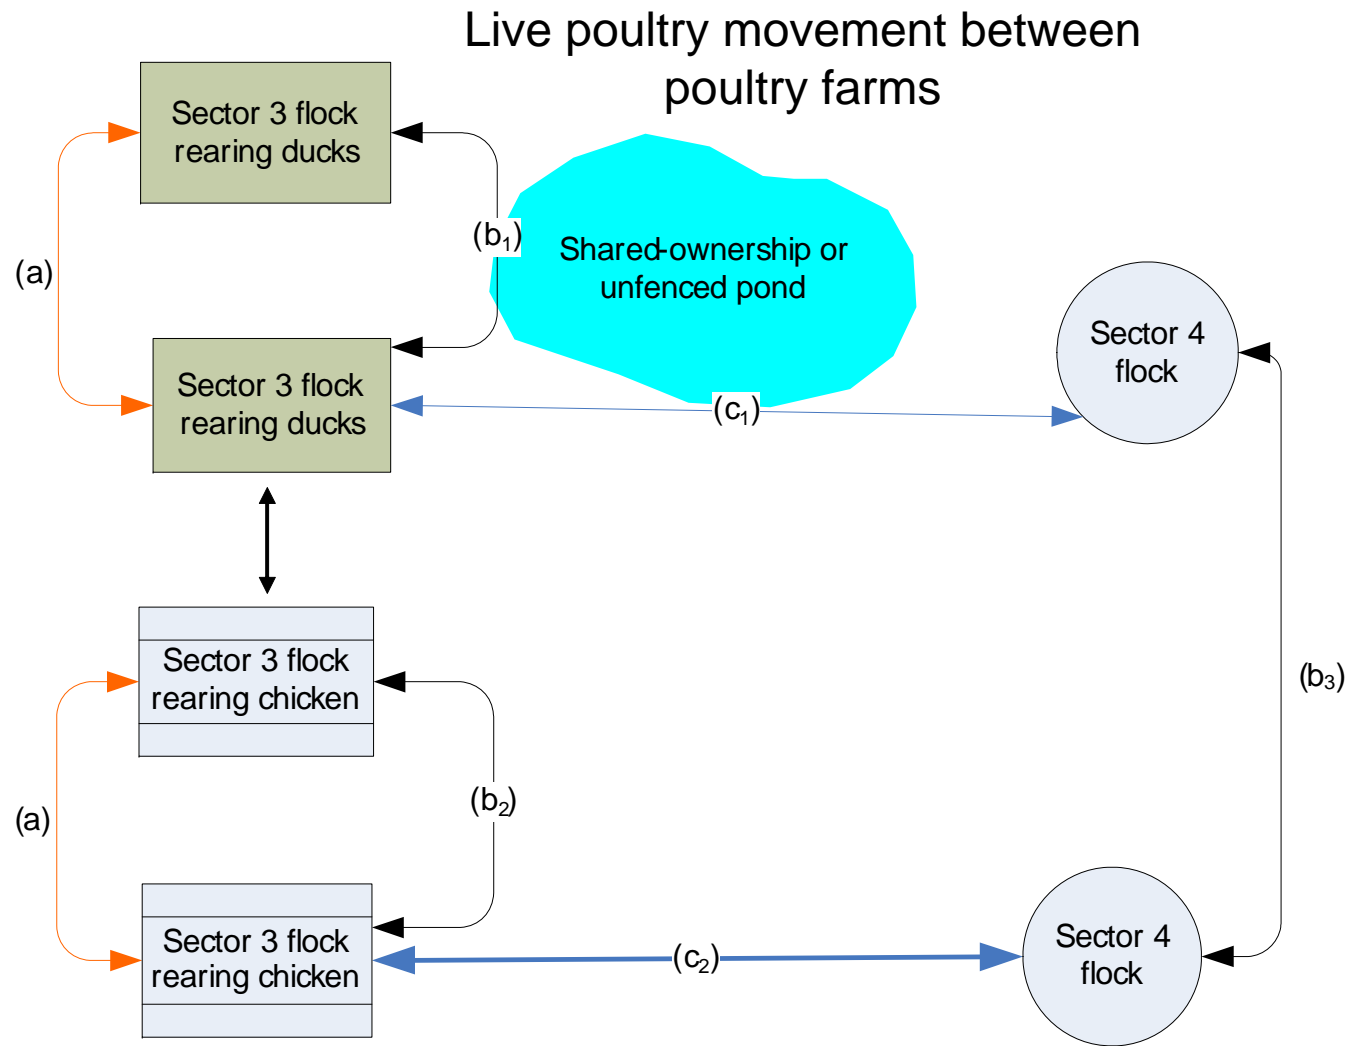 Live poultry movement between
poultry farms
Sector 3 flock
rearing ducks
(b₁)
Shared-ownership or
unfenced pond
(a)
Sector 4
flock
Sector 3 flock
rearing ducks
(c₁)
Sector 3 flock
rearing chicken
(b₃)
(b₂)
(a)
Sector 3 flock
rearing chicken
(c₂)
Sector 4
flock